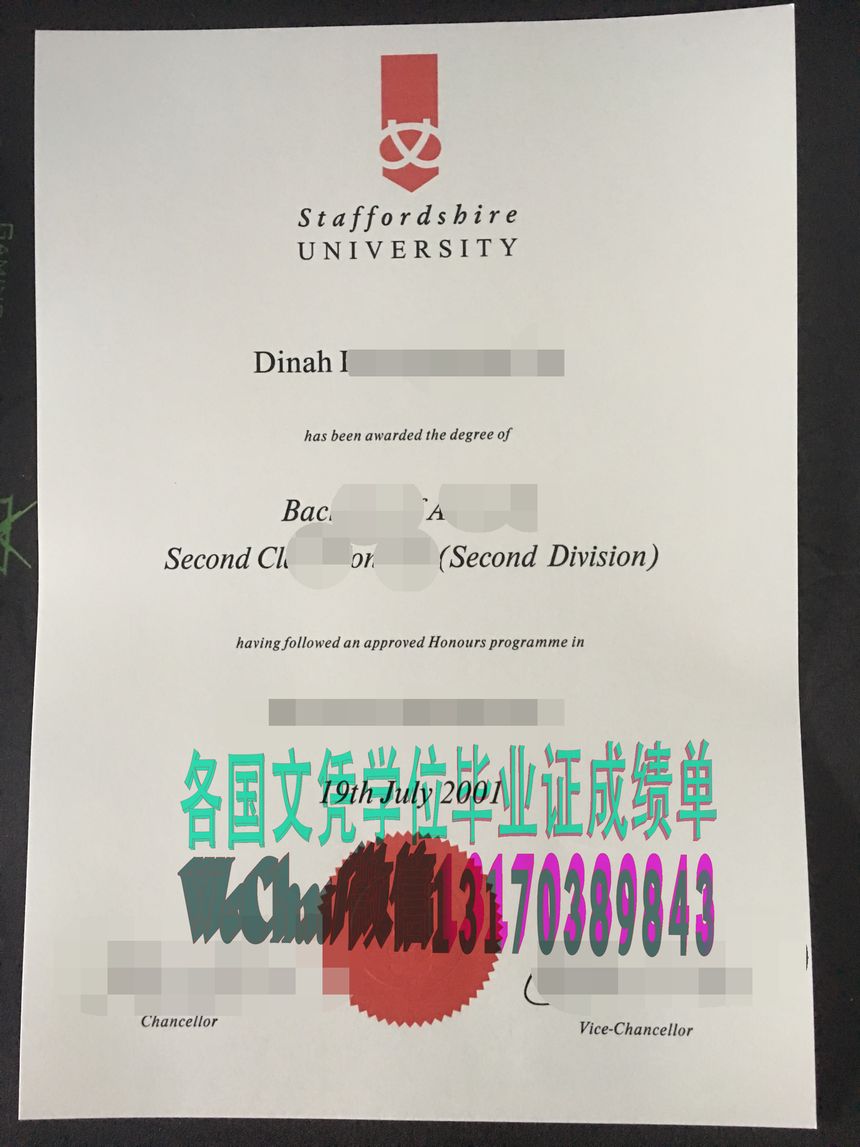 Staffordshire
UNIVERSITY
Dinah
has been awarded the degree of
Second (Second Division)
having followed an approved Honours programme in
各国文凭学位毕业证成绩单
19th July 2001
WeChat/微信13170389843
Chancellor
Vice-Chancellor